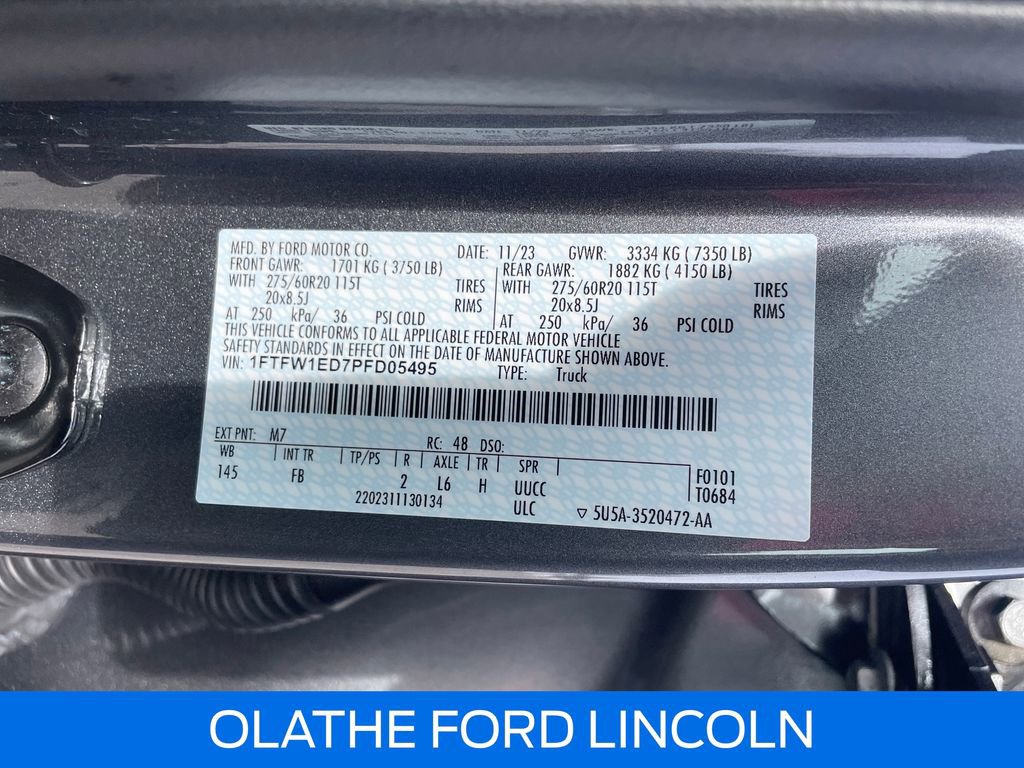 MFD. BY FORD MOTOR CO. DATE: 11/23 GVWR: 3334 KG ( 7350 LB)
FRONT GAWR: 1701 KG ( 3750 LB) REAR GAWR: 1882 KG ( 4150 LB)
WITH 275/60R20 115T TIRES WITH 275/60R20 115T TIRES
20x8.5J RIMS 20x8.5J RIMS
AT 250 kPa/ 36 PSI COLD AT 250 kPa/ 36 PSI COLD
THIS VEHICLE CONFORMS TO ALL APPLICABLE FEDERAL MOTOR VEHICLE
SAFETY STANDARDS IN EFFECT ON THE DATE OF MANUFACTURE SHOWN ABOVE.
VIN: 1FTFW1ED7PFD05495 TYPE: Truck
EXT PNT: M7 RC: 48 DSO:
WB INT TR TP/PS R AXLE TR SPR F0101
145 FB 2 L6 H UUCC T0684
2202311130134 ULC ▽ 5U5A-3520472-AA
OLATHE FORD LINCOLN